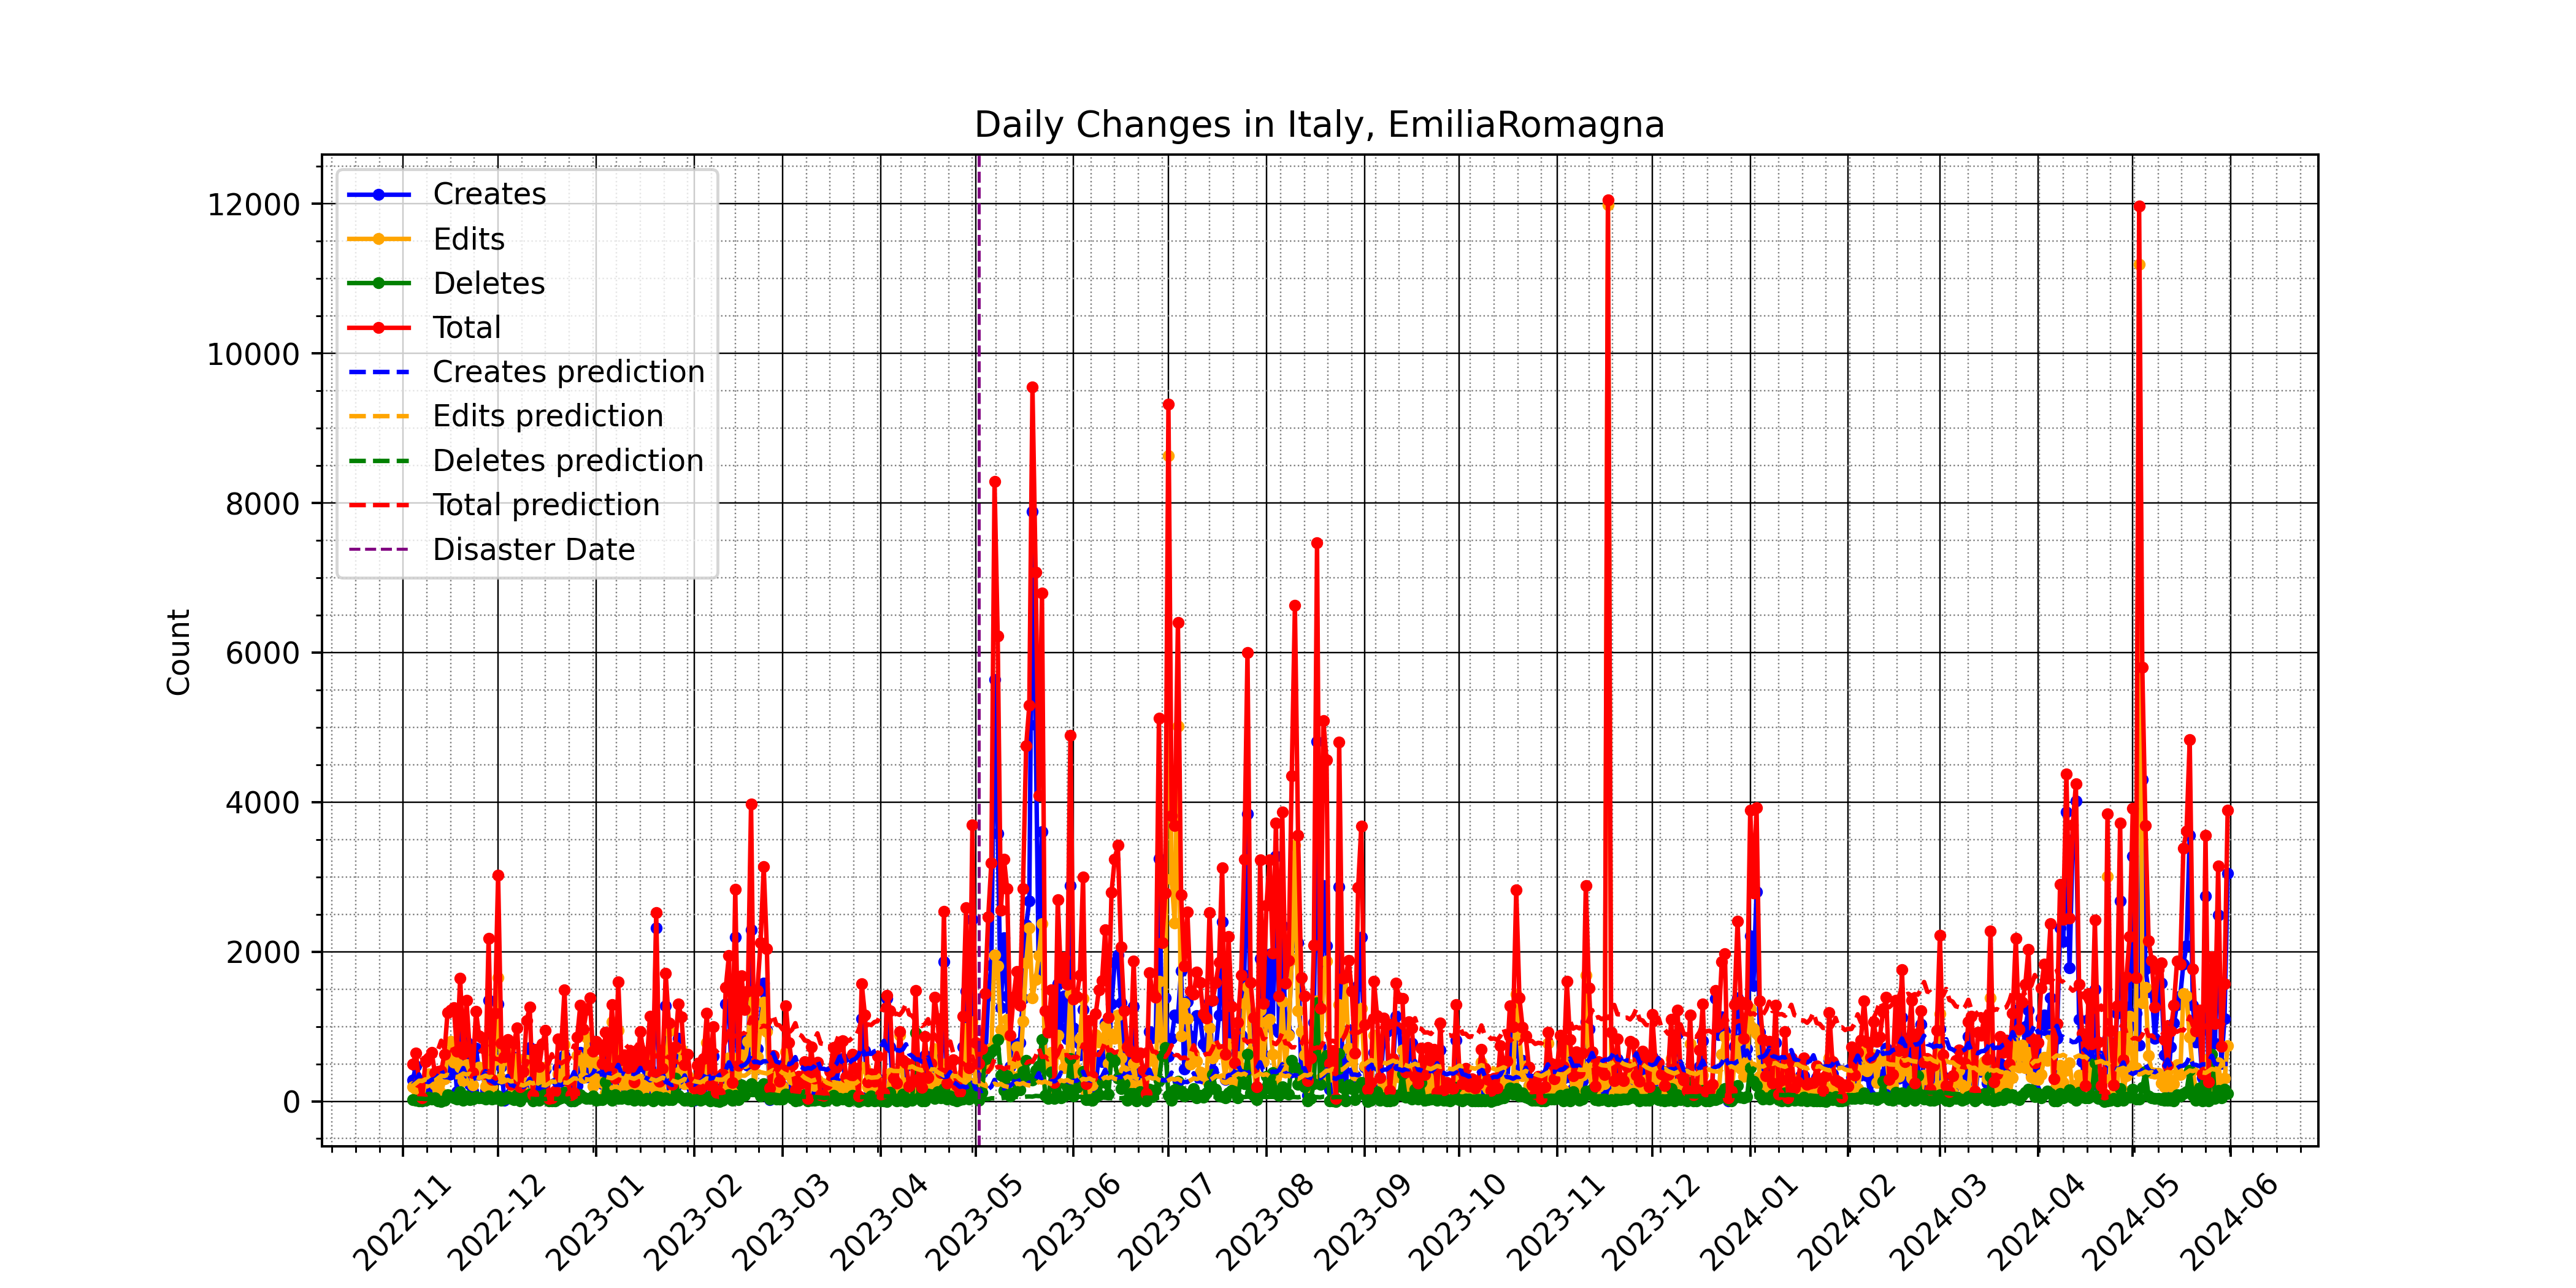 Daily Changes in Italy, EmiliaRomagna
Count
12000
10000
8000
6000
4000
2000
0
Creates
Edits
Deletes
Total
Creates prediction
Edits prediction
Deletes prediction
Total prediction
Disaster Date
2022-11
2022-12
2023-01
2023-02
2023-03
2023-04
2023-05
2023-06
2023-07
2023-08
2023-09
2023-10
2023-11
2023-12
2024-01
2024-02
2024-03
2024-04
2024-05
2024-06